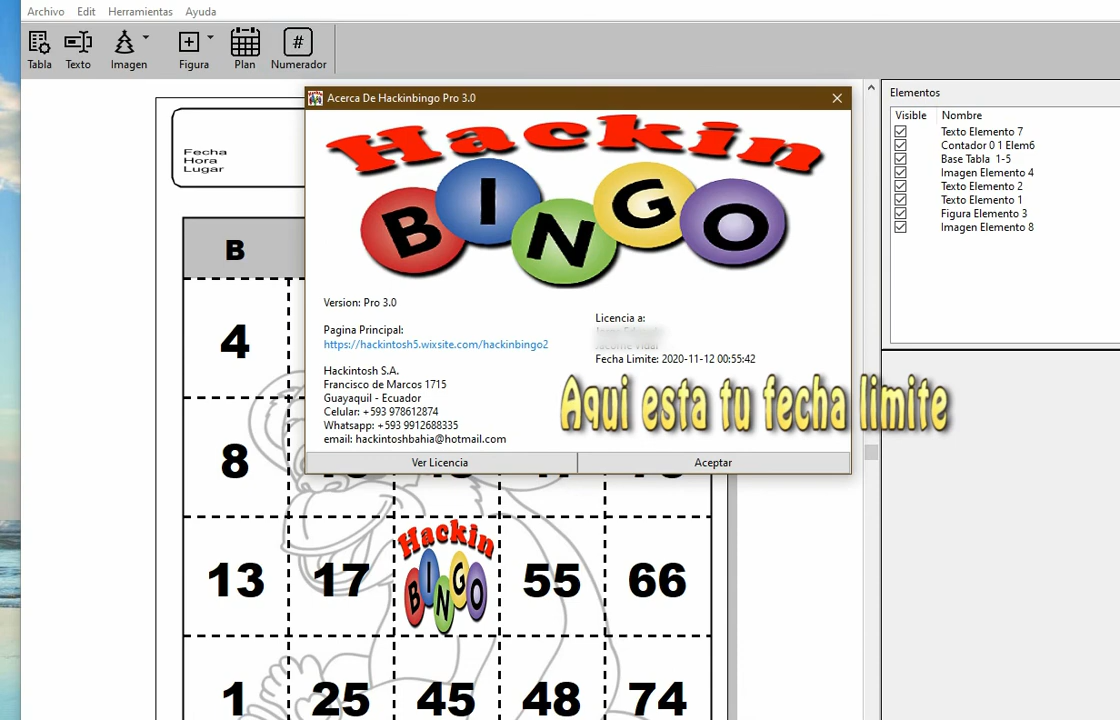 Archivo Edit Herramientas Ayuda
Tabla Texto Imagen Figura Plan # Numerador
Acerca De Hackinbingo Pro 3.0
Hackin
BINGO
Version: Pro 3.0
Pagina Principal:
https://hackintosh5.wixsite.com/hackinbingo2
Hackintosh S.A.
Francisco de Marcos 1715
Guayaquil - Ecuador
Celular: +593 978612874
Whatsapp: +593 9912688335
email: hackintoshbahia@hotmail.com
Licencia a:
Fecha Limite: 2020-11-12 00:55:42
Aqui esta tu fecha limite
Ver Licencia Aceptar
Elementos
Visible Nombre
Texto Elemento 7
Contador 0 1 Elem6
Base Tabla 1-5
Imagen Elemento 4
Texto Elemento 2
Texto Elemento 1
Figura Elemento 3
Imagen Elemento 8
Fecha
Hora
Lugar
B
4
8
13 17 Hackin BINGO 55 66
1 25 45 48 74